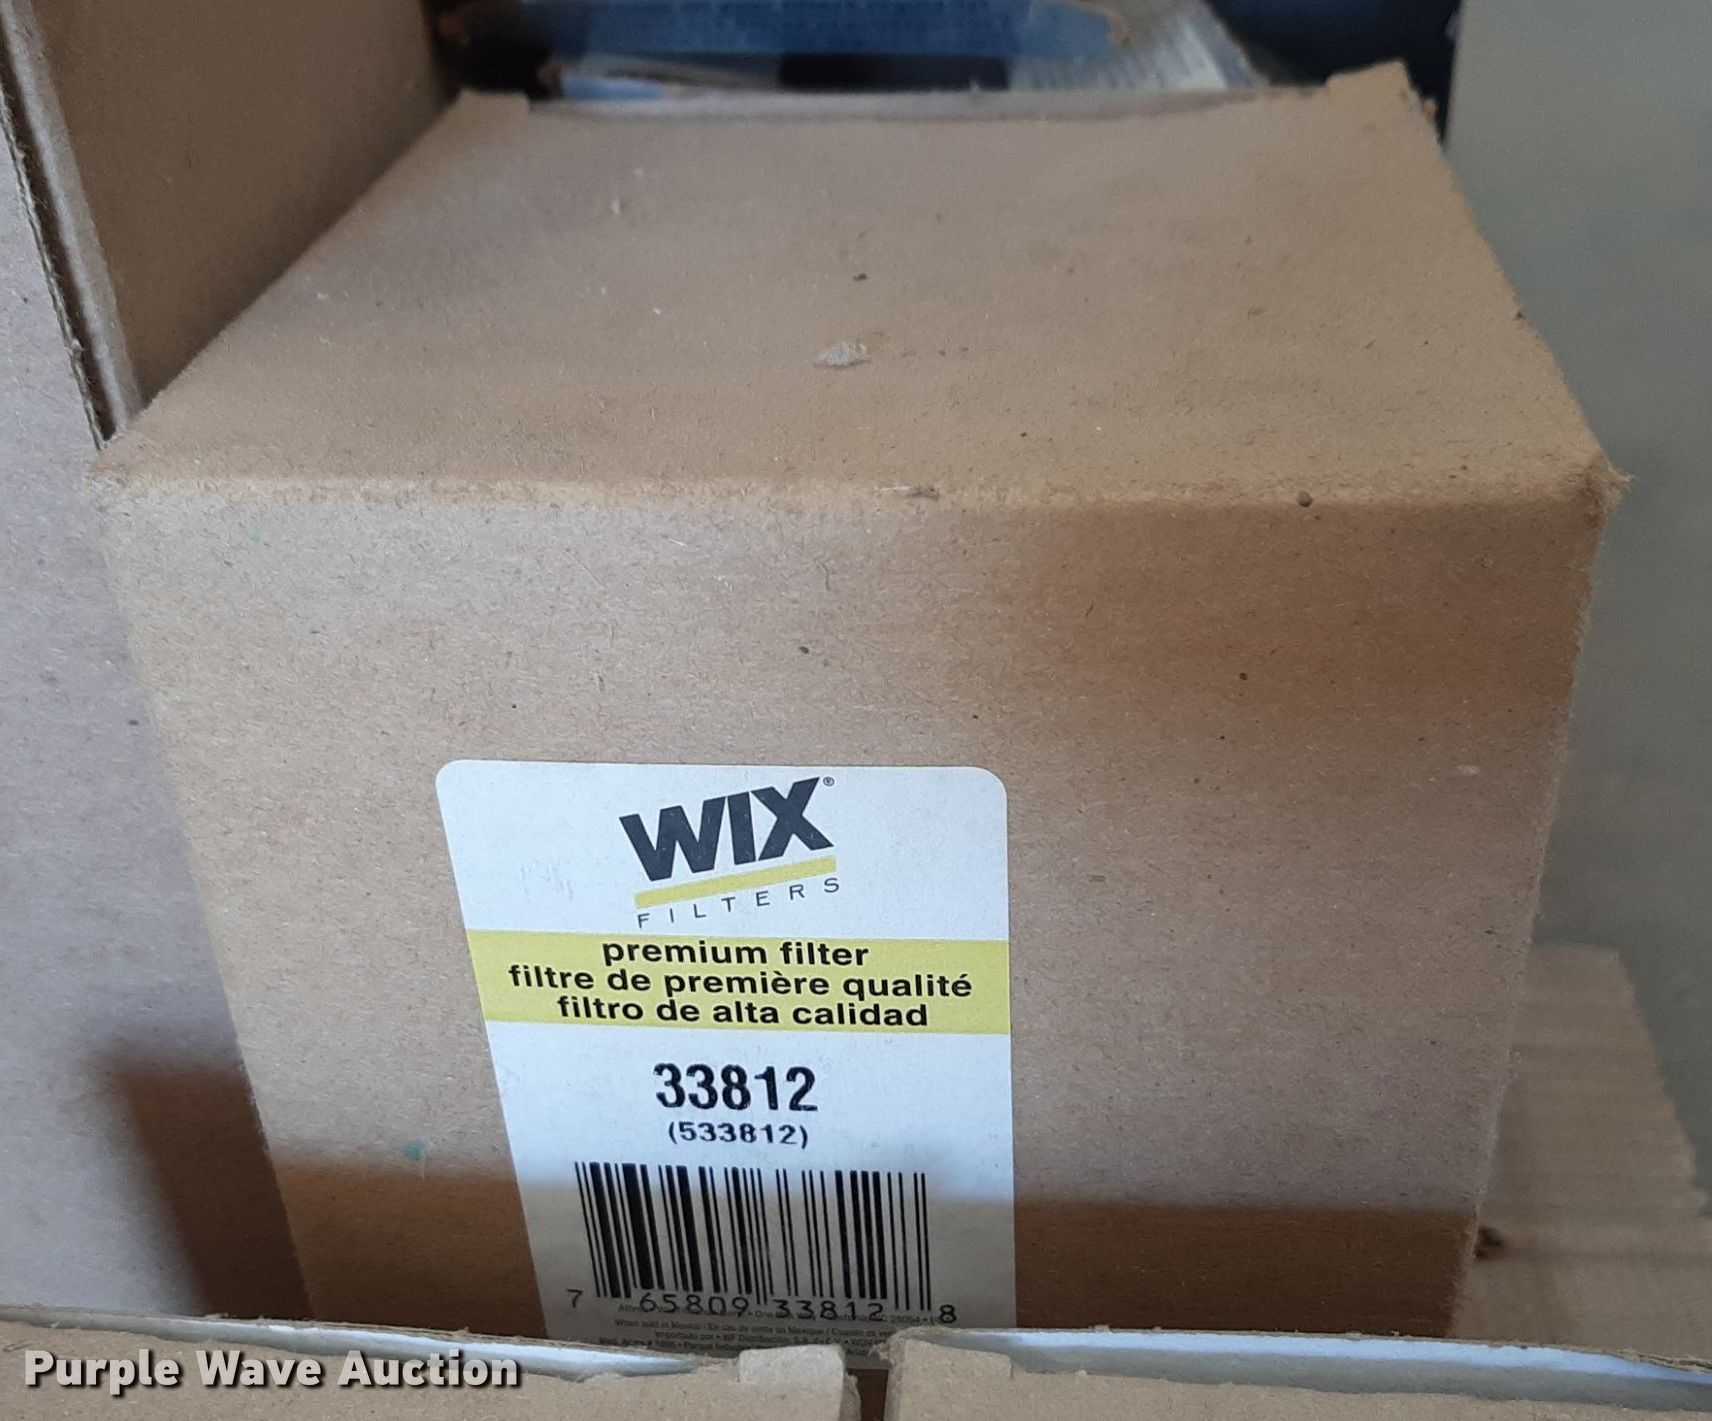 WIX®
FILTERS
premium filter
filtre de première qualité
filtro de alta calidad
33812
(533812)
7 65809 33812 8
Purple Wave Auction